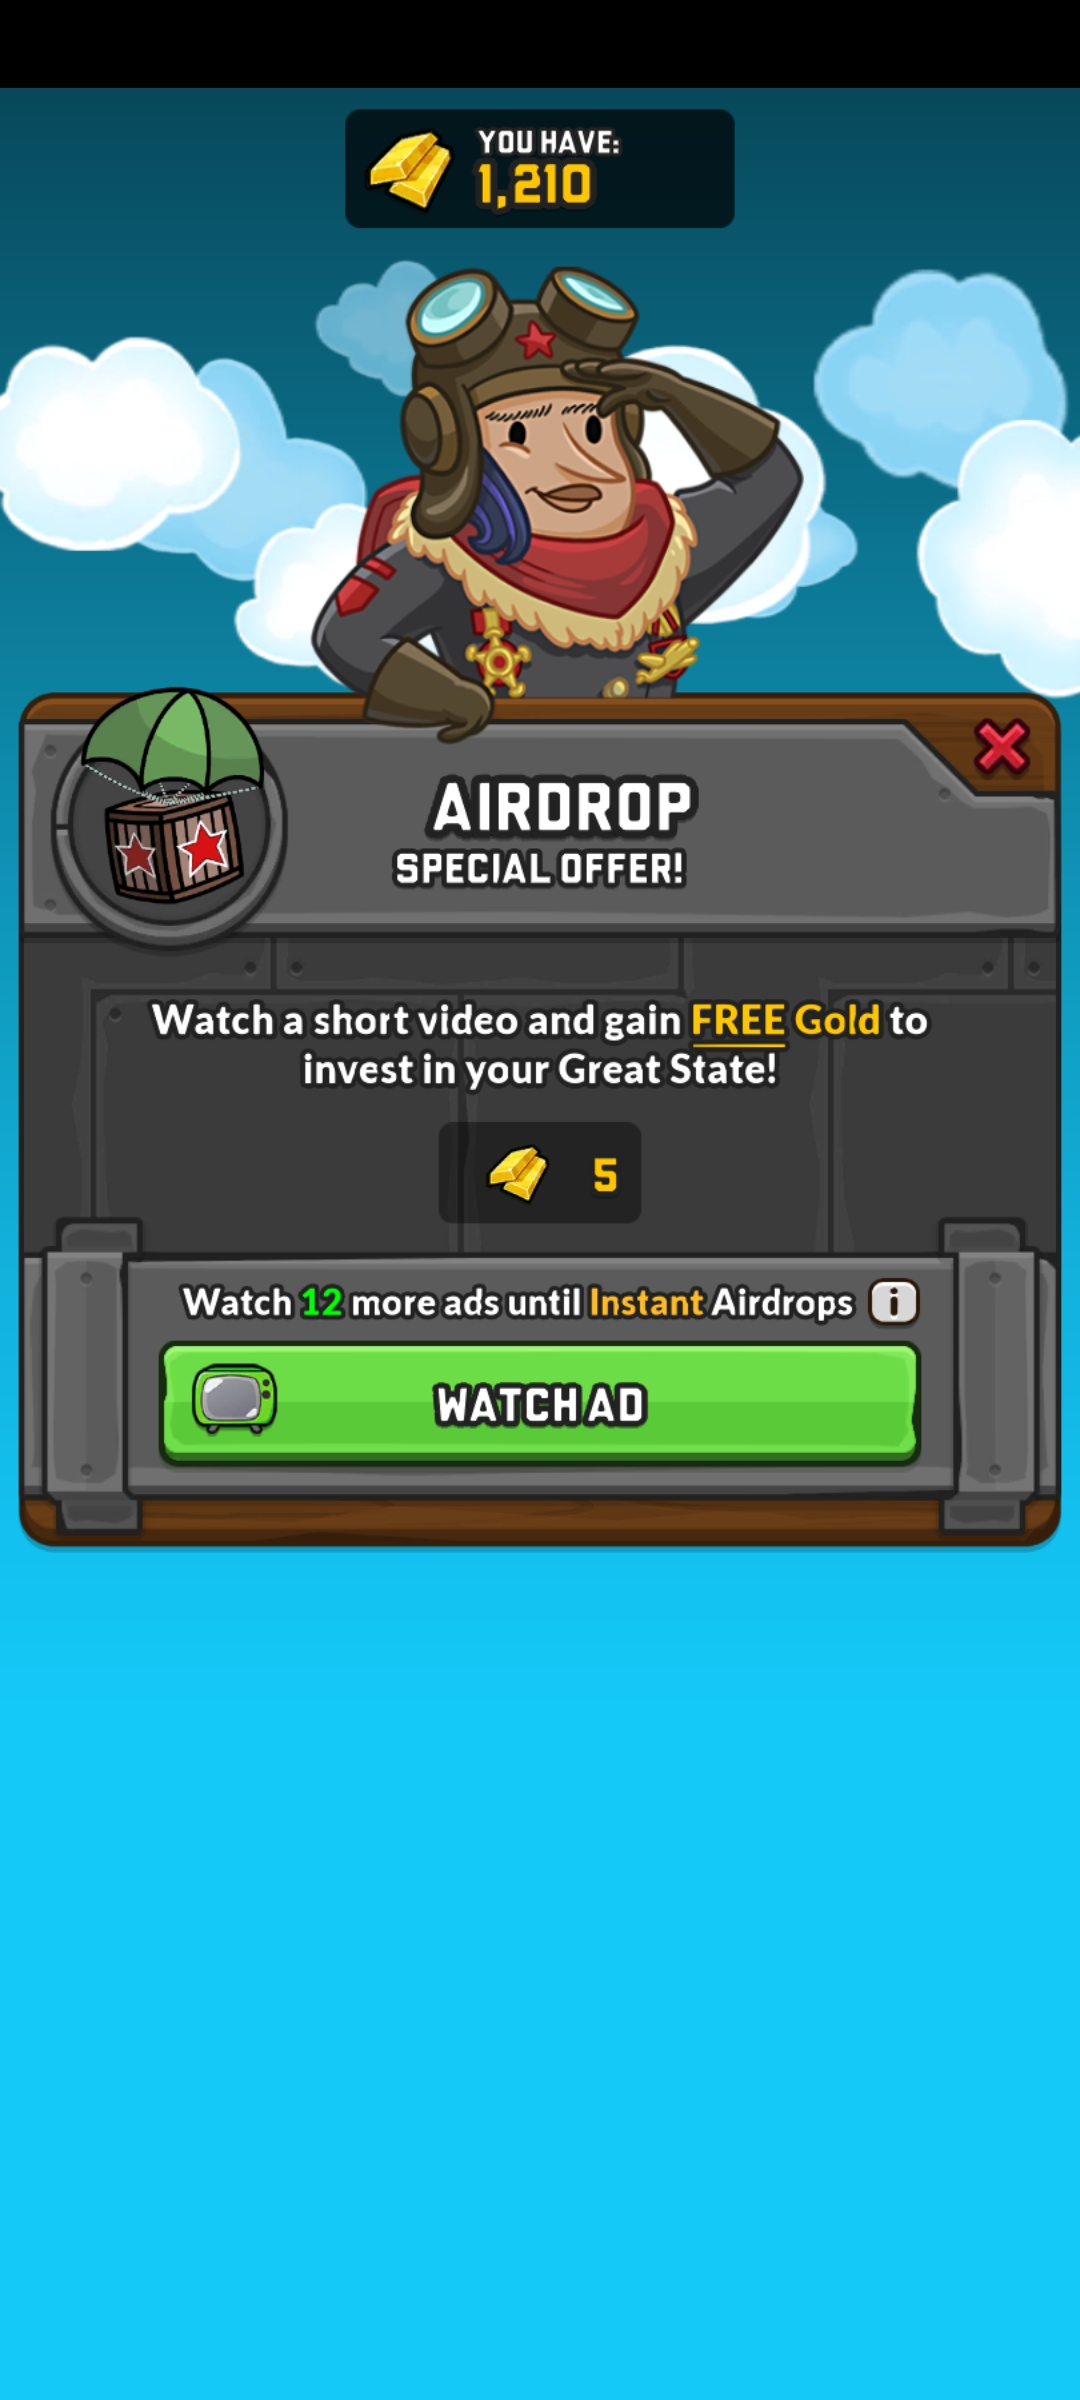 YOU HAVE:
1,210
AIRDROP
SPECIAL OFFER!
Watch a short video and gain FREE Gold to
invest in your Great State!
5
Watch 12 more ads until Instant Airdrops i
WATCH AD